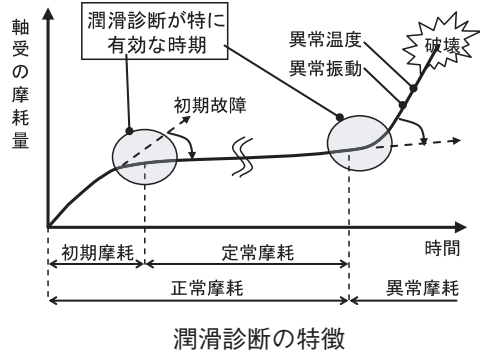 軸受の摩耗量
潤滑診断が特に
有効な時期
異常温度
異常振動
破壊
初期故障
時間
初期摩耗
定常摩耗
正常摩耗
異常摩耗
潤滑診断の特徴